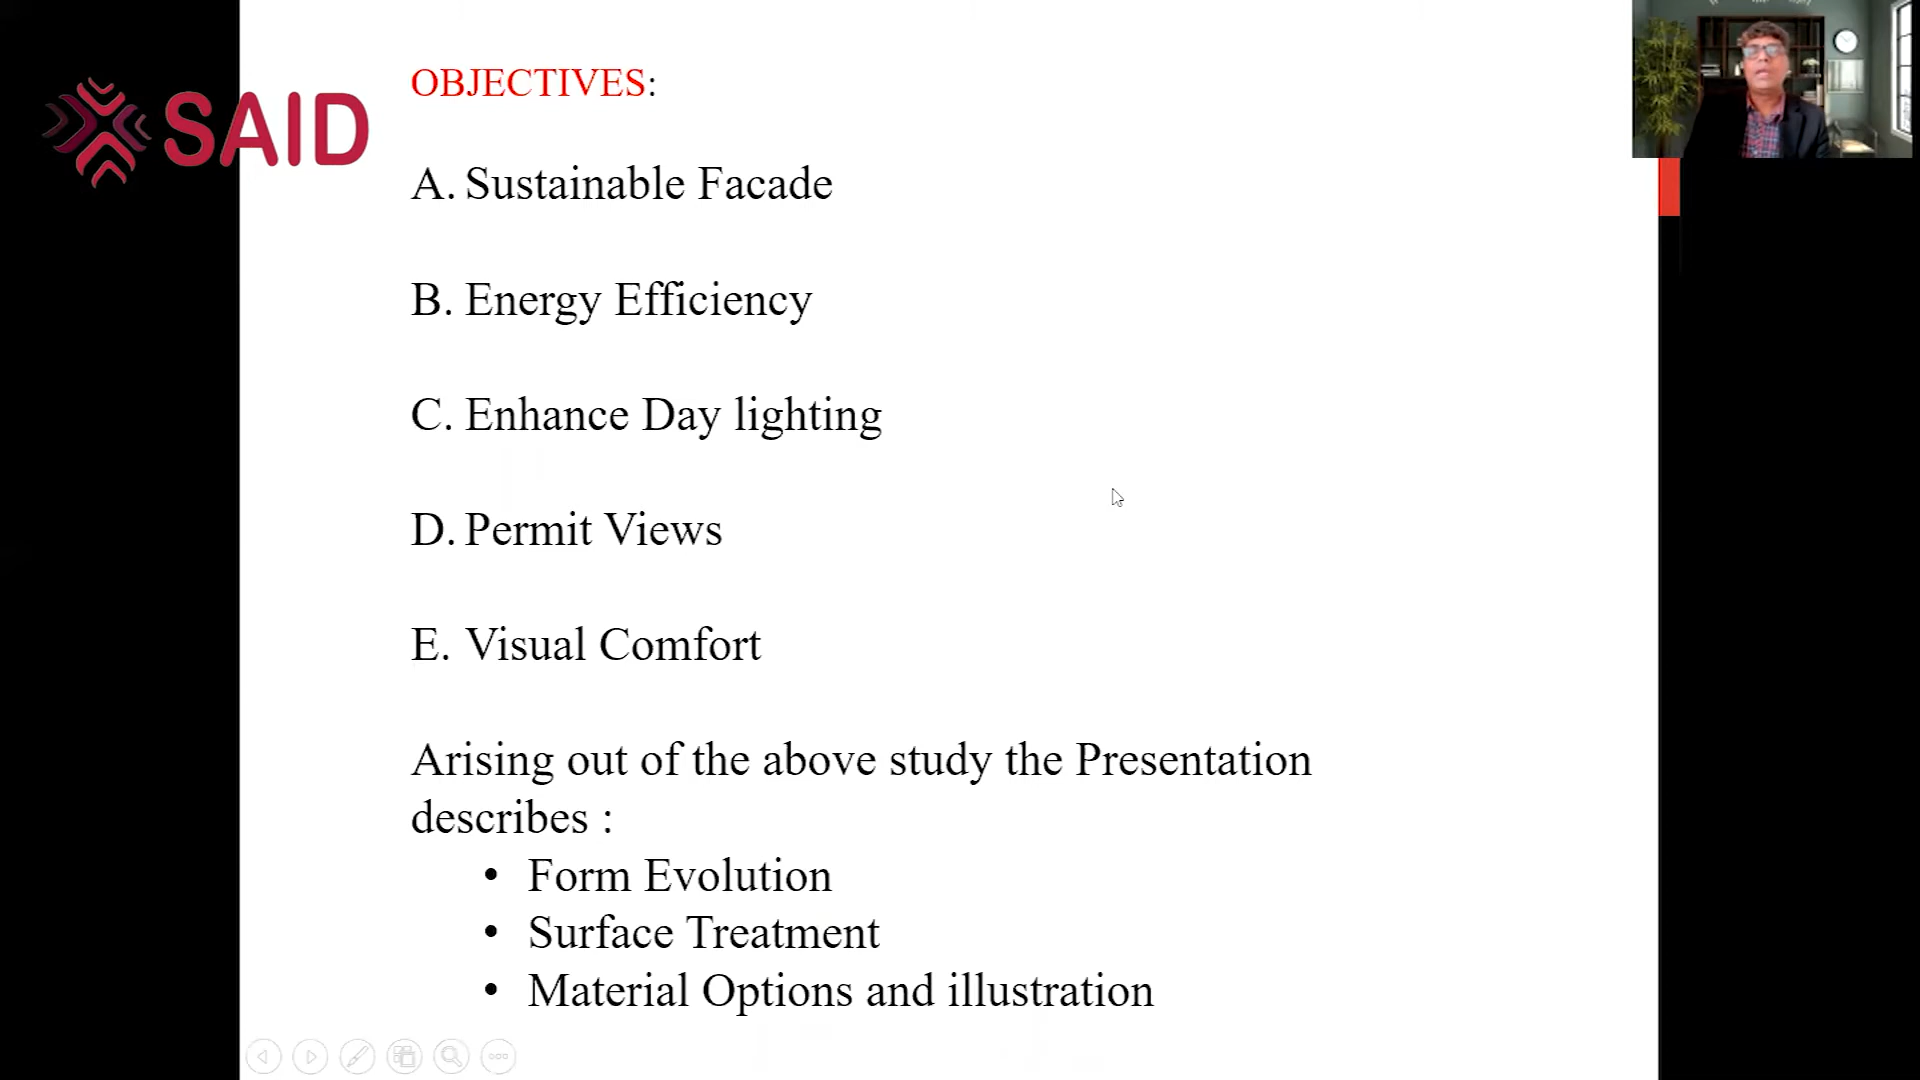 SAID
OBJECTIVES:
A. Sustainable Facade
B. Energy Efficiency
C. Enhance Day lighting
D. Permit Views
E. Visual Comfort
Arising out of the above study the Presentation
describes :
• Form Evolution
• Surface Treatment
• Material Options and illustration